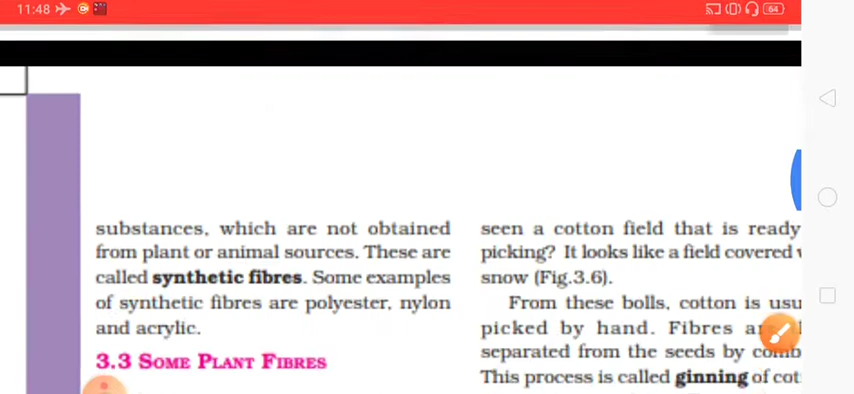 11:48
64
substances, which are not obtained
from plant or animal sources. These are
called synthetic fibres. Some examples
of synthetic fibres are polyester, nylon
and acrylic.
3.3 SOME PLANT FIBRES
seen a cotton field that is ready
picking? It looks like a field covered
snow (Fig.3.6).
From these bolls, cotton is usu
picked by hand. Fibres
separated from the seeds by comb
This process is called ginning of cot